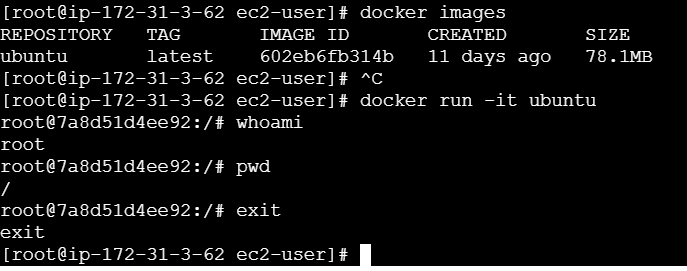 [root@ip-172-31-3-62 ec2-user]# docker images
REPOSITORY   TAG       IMAGE ID       CREATED       SIZE
ubuntu       latest    602eb6fb314b   11 days ago   78.1MB
[root@ip-172-31-3-62 ec2-user]# ^C
[root@ip-172-31-3-62 ec2-user]# docker run -it ubuntu
root@7a8d51d4ee92:/# whoami
root
root@7a8d51d4ee92:/# pwd
/
root@7a8d51d4ee92:/# exit
exit
[root@ip-172-31-3-62 ec2-user]#